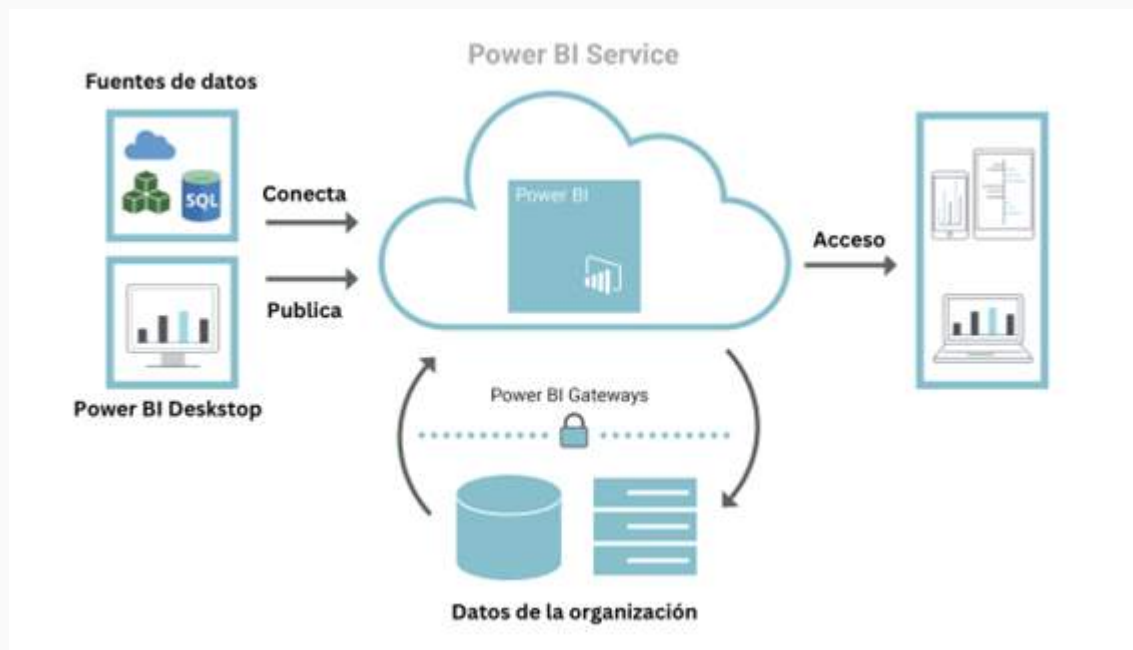 Power BI Service
Fuentes de datos
SQL
Conecta
Power BI
Acceso
Publica
Power BI Deskstop
Power BI Gateways
Datos de la organización